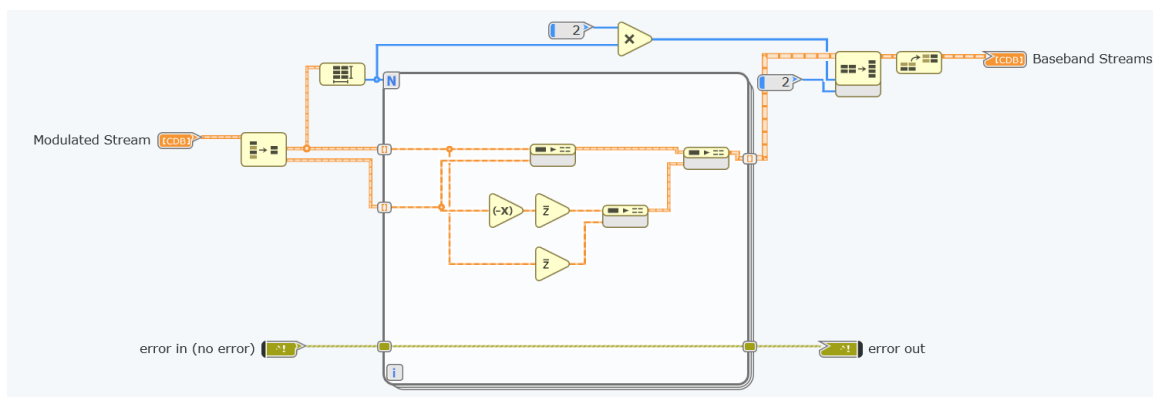 2
×
N
2
[CDB]
Baseband Streams
Modulated Stream
[CDB]
[]
[]
[]
(-X)
z̅
z̅
error in (no error)
error out
i